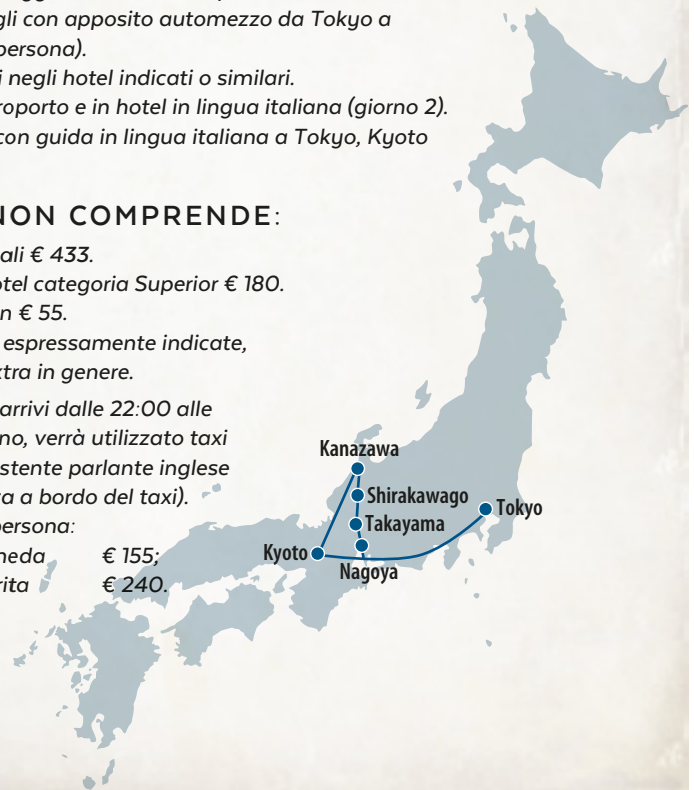 gli con apposito automezzo da Tokyo a
persona).
i negli hotel indicati o similari.
roporto e in hotel in lingua italiana (giorno 2).
con guida in lingua italiana a Tokyo, Kyoto
NON COMPRENDE:
ali € 433.
otel categoria Superior € 180.
n € 55.
espressamente indicate,
xtra in genere.
arrivi dalle 22:00 alle
no, verrà utilizzato taxi
istente parlante inglese
a a bordo del taxi).
persona:
neda € 155;
rita € 240.
Kanazawa
Shirakawago
Takayama
Tokyo
Kyoto
Nagoya